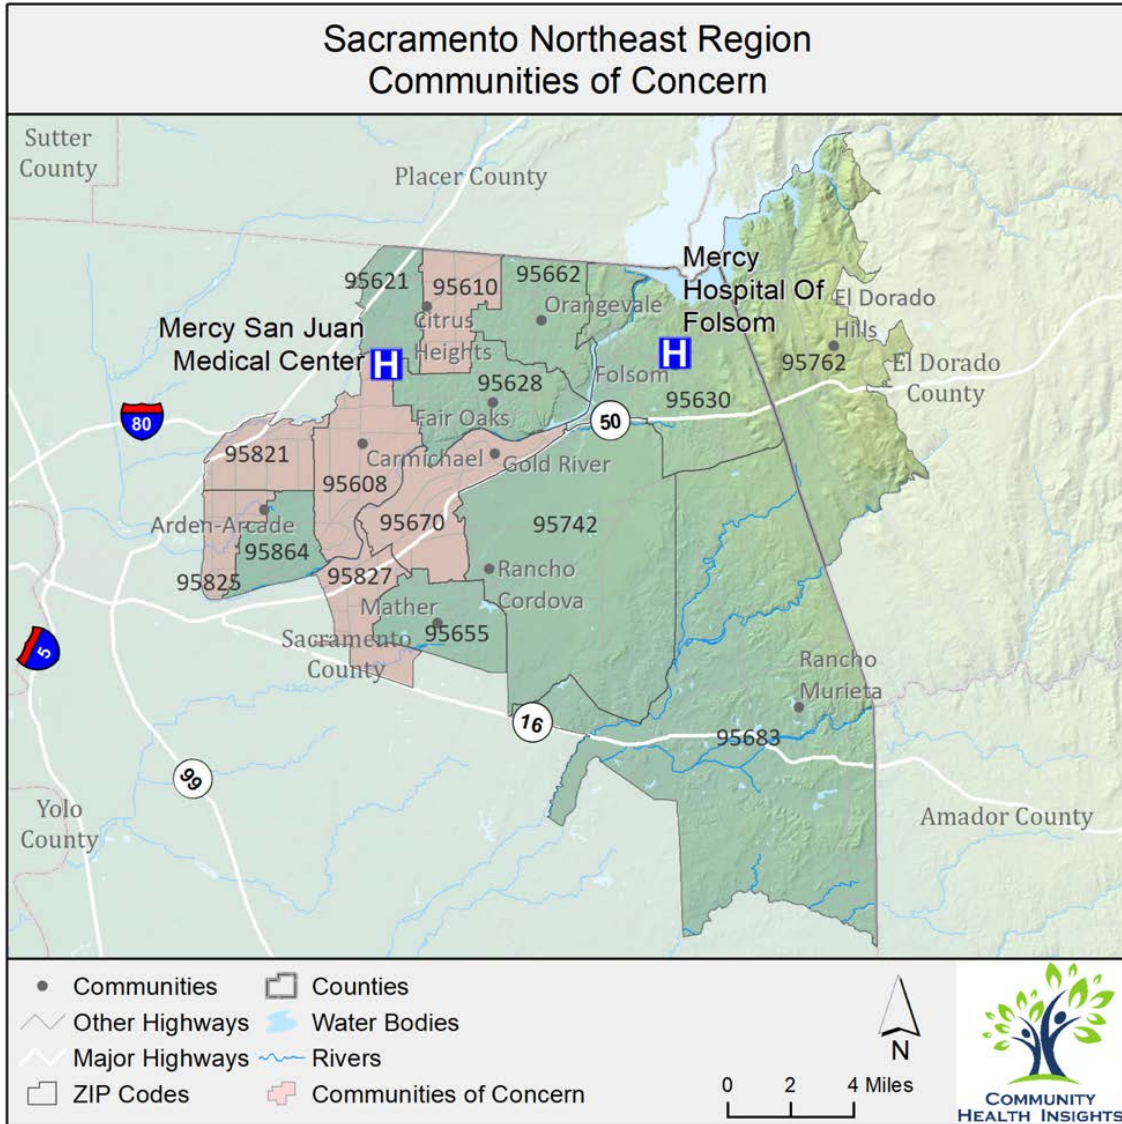 Sacramento Northeast Region
Communities of Concern
Sutter
County
Placer County
Mercy
Hospital Of
Folsom
95621
95610
95662
Orangevale
El Dorado
Hills
Mercy San Juan
Medical Center
H
Citrus
Heights
H
95762
El Dorado
County
95628
Folsom
95630
80
Fair Oaks
50
95821
Carmichael
Gold River
95608
Arden-Arcade
95670
95742
95864
95825
95827
Rancho
Cordova
Mather
95655
Sacramento
County
5
Rancho
Murieta
16
95683
99
Yolo
County
Amador County
Communities
Counties
Other Highways
Water Bodies
Major Highways
Rivers
ZIP Codes
Communities of Concern
N
0 2 4 Miles
COMMUNITY
HEALTH INSIGHTS